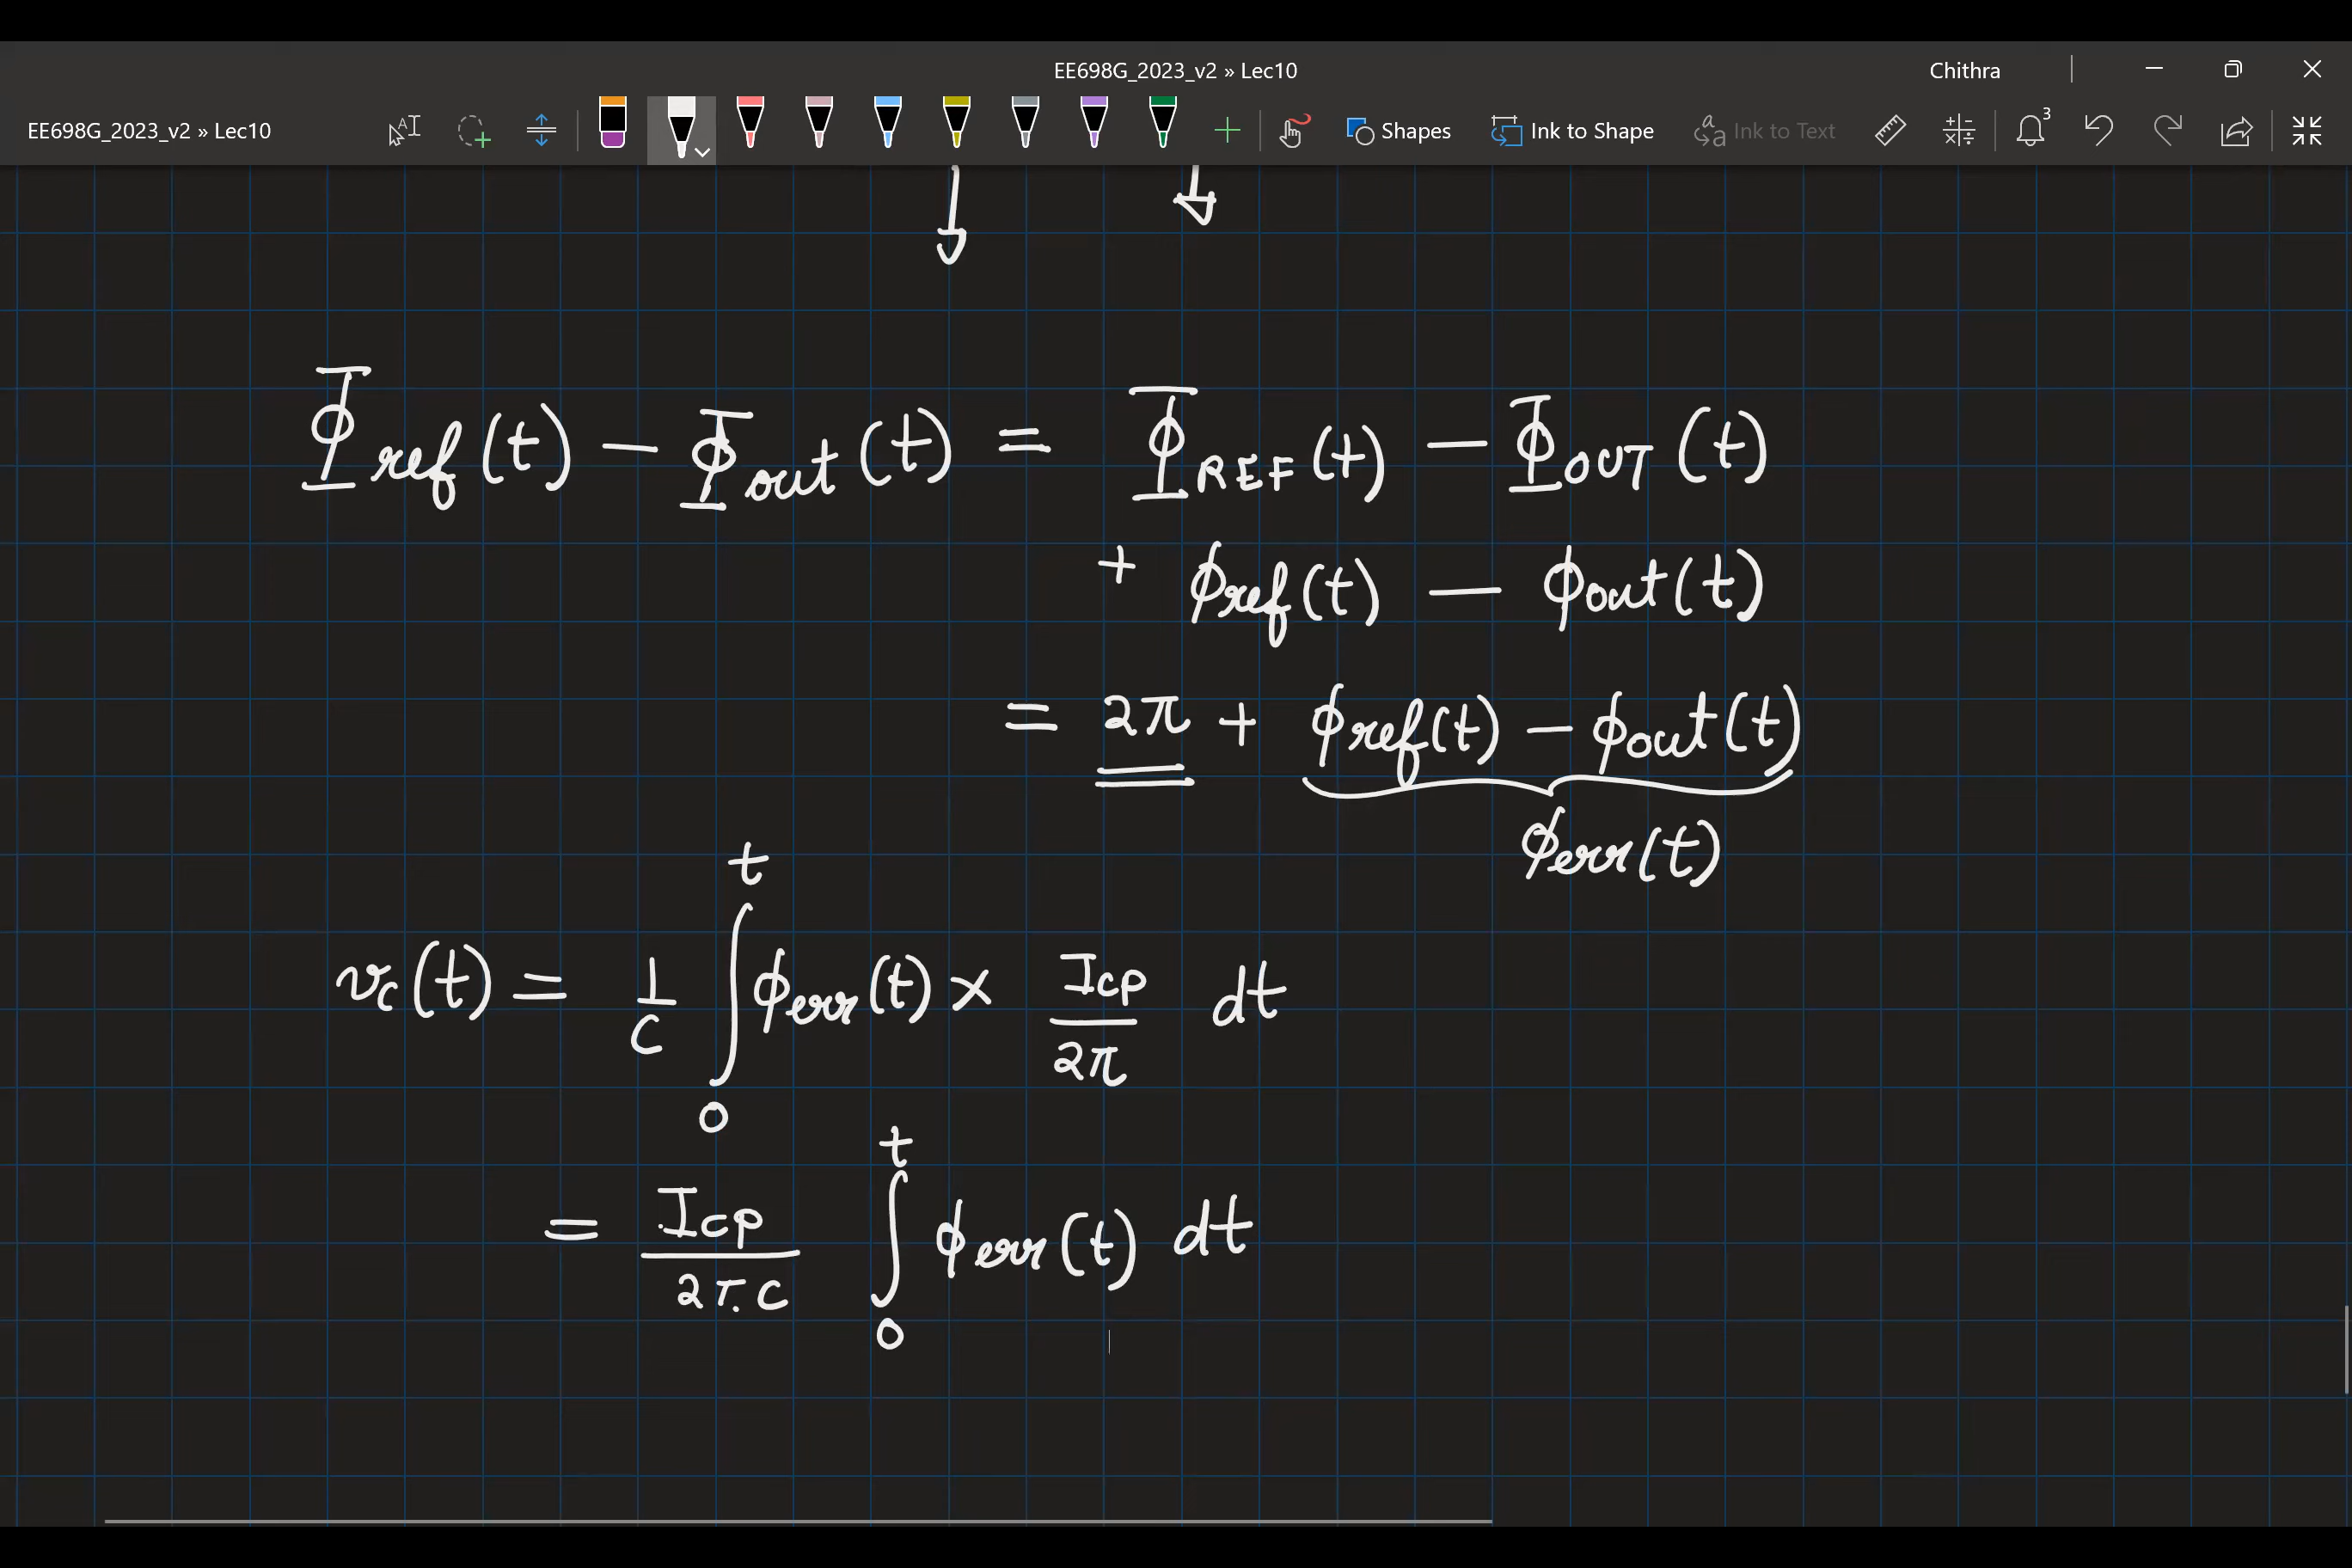 EE698G_2023_v2 » Lec10
Chithra
EE698G_2023_v2 » Lec10
Shapes
Ink to Shape
Ink to Text
3
Φref(t) − Φout(t) = ΦREF(t) − ΦOUT(t)
+ ϕref(t) − ϕout(t)
= 2π + ϕref(t) − ϕout(t)
ϕerr(t)
vc(t) = 1/C ∫₀ᵗ ϕerr(t) × Icp/2π dt
= Icp/2π.C ∫₀ᵗ ϕerr(t) dt